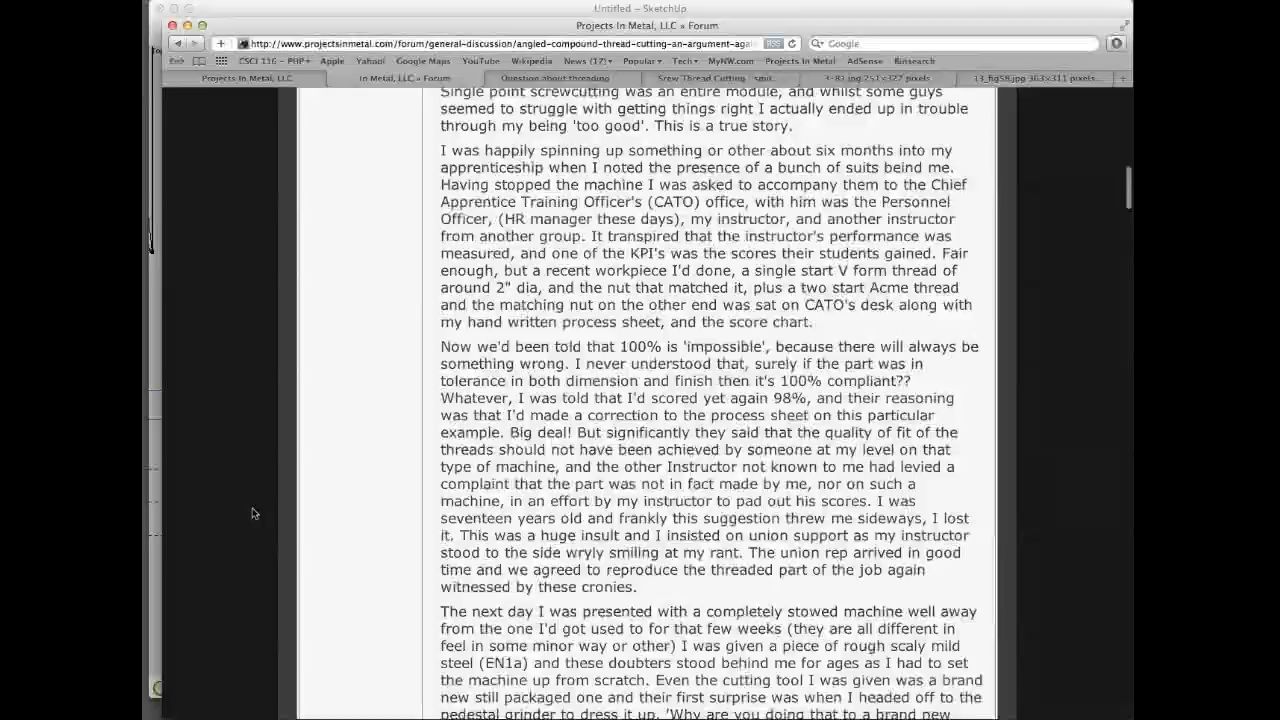 Untitled – SketchUp
Projects In Metal, LLC » Forum
http://www.projectsinmetal.com/forum/general-discussion/angled-compound-thread-cutting-an-argument-agai
RSS
Google
CSCI 116 – PHP
Apple
Yahoo!
Google Maps
YouTube
Wikipedia
News (17)
Popular
Tech
MyNW.com
Projects In Metal
AdSense
Binsearch
Projects In Metal, LLC
In Metal, LLC » Forum
Question about threading
Screw Thread Cutting
3-83.jpg 251×327 pixels
13_fig58.jpg 363×311 pixels
Single point screwcutting was an entire module, and whilst some guys
seemed to struggle with getting things right I actually ended up in trouble
through my being 'too good'. This is a true story.
I was happily spinning up something or other about six months into my
apprenticeship when I noted the presence of a bunch of suits beind me.
Having stopped the machine I was asked to accompany them to the Chief
Apprentice Training Officer's (CATO) office, with him was the Personnel
Officer, (HR manager these days), my instructor, and another instructor
from another group. It transpired that the instructor's performance was
measured, and one of the KPI's was the scores their students gained. Fair
enough, but a recent workpiece I'd done, a single start V form thread of
around 2" dia, and the nut that matched it, plus a two start Acme thread
and the matching nut on the other end was sat on CATO's desk along with
my hand written process sheet, and the score chart.
Now we'd been told that 100% is 'impossible', because there will always be
something wrong. I never understood that, surely if the part was in
tolerance in both dimension and finish then it's 100% compliant??
Whatever, I was told that I'd scored yet again 98%, and their reasoning
was that I'd made a correction to the process sheet on this particular
example. Big deal! But significantly they said that the quality of fit of the
threads should not have been achieved by someone at my level on that
type of machine, and the other Instructor not known to me had levied a
complaint that the part was not in fact made by me, nor on such a
machine, in an effort by my instructor to pad out his scores. I was
seventeen years old and frankly this suggestion threw me sideways, I lost
it. This was a huge insult and I insisted on union support as my instructor
stood to the side wryly smiling at my rant. The union rep arrived in good
time and we agreed to reproduce the threaded part of the job again
witnessed by these cronies.
The next day I was presented with a completely stowed machine well away
from the one I'd got used to for that few weeks (they are all different in
feel in some minor way or other) I was given a piece of rough scaly mild
steel (EN1a) and these doubters stood behind me for ages as I had to set
the machine up from scratch. Even the cutting tool I was given was a brand
new still packaged one and their first surprise was when I headed off to the
pedestal grinder to dress it up. 'Why are you doing that to a brand new